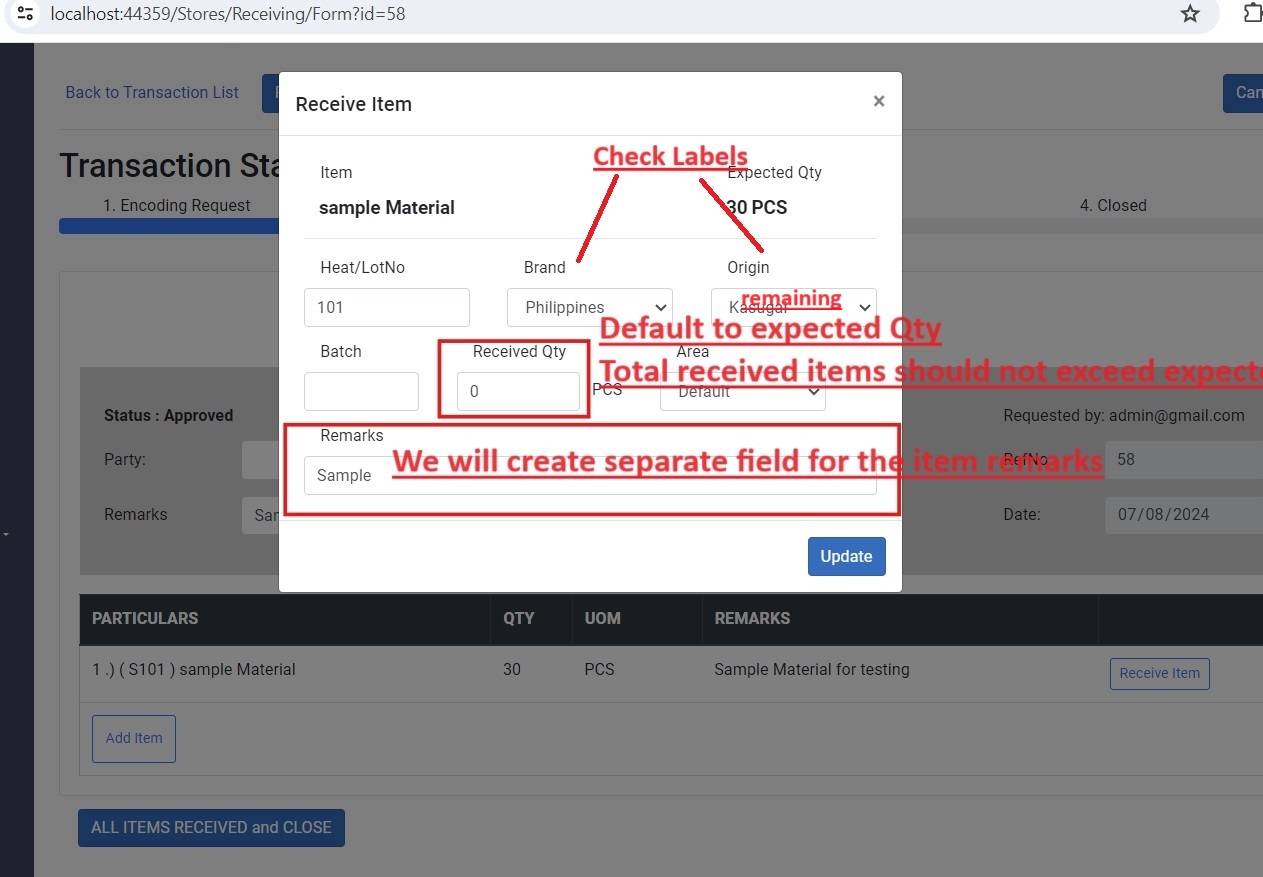 localhost:44359/Stores/Receiving/Form?id=58
Back to Transaction List
Can
Receive Item
×
Transaction Sta
Check Labels
Item
Expected Qty
1. Encoding Request
sample Material
30 PCS
4. Closed
Heat/LotNo
Brand
Origin
101
Philippines
Kasugai
remaining
Default to expected Qty
Batch
Received Qty
Area
Total received items should not exceed expecte
0
PCS
Default
Status : Approved
Requested by: admin@gmail.com
Remarks
Party:
We will create separate field for the item remarks
RefNo
58
Sample
Remarks
San
Date:
07/08/2024
Update
PARTICULARS
QTY
UOM
REMARKS
1 .) ( S101 ) sample Material
30
PCS
Sample Material for testing
Receive Item
Add Item
ALL ITEMS RECEIVED and CLOSE